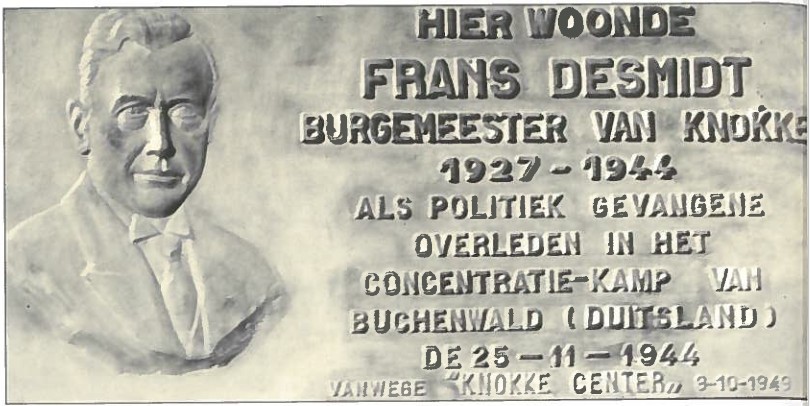 HIER WOONDE
FRANS DESMIDT
BURGEMEESTER VAN KNOKKE
1927 - 1944
ALS POLITIEK GEVANGENE
OVERLEDEN IN HET
CONCENTRATIE-KAMP VAN
BUCHENWALD (DUITSLAND)
DE 25 - 11 - 1944
VANWEGE "KNOKKE CENTER" 9-10-1949